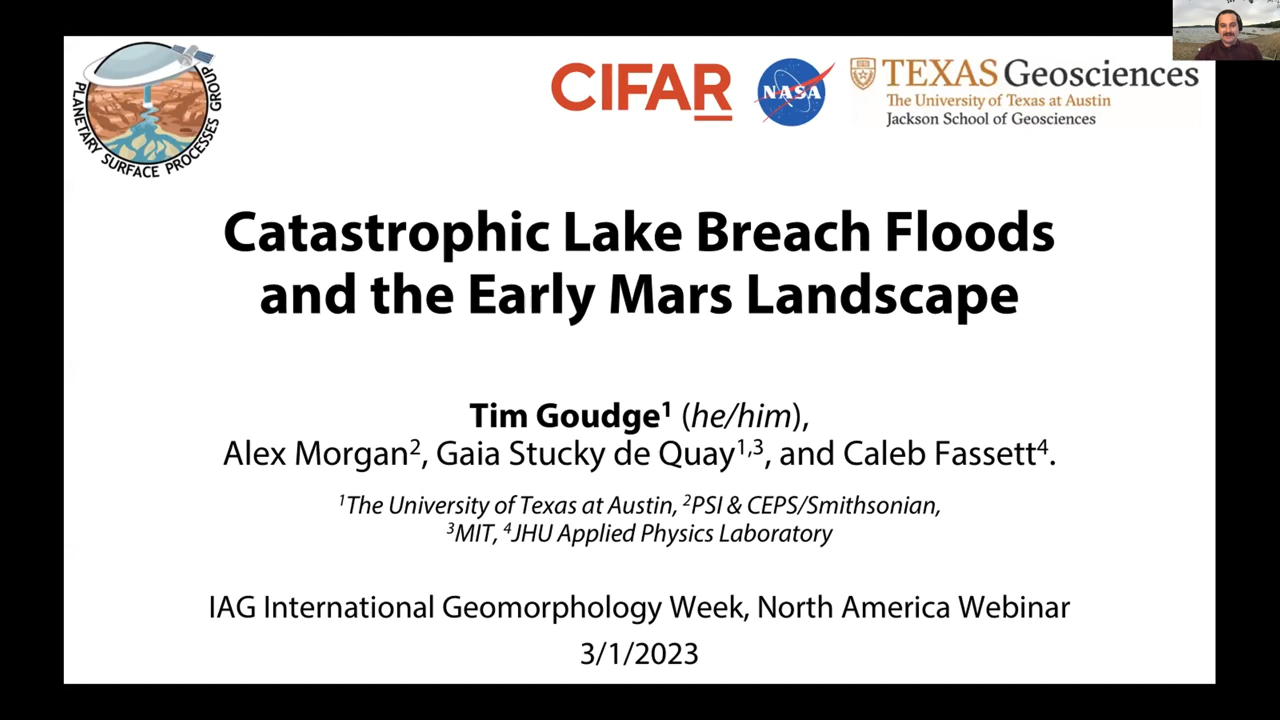 PLANETARY SURFACE PROCESSES GROUP
CIFAR
NASA
TEXAS Geosciences
The University of Texas at Austin
Jackson School of Geosciences
Catastrophic Lake Breach Floods
and the Early Mars Landscape
Tim Goudge¹ (he/him),
Alex Morgan², Gaia Stucky de Quay¹,³, and Caleb Fassett⁴.
¹The University of Texas at Austin, ²PSI & CEPS/Smithsonian,
³MIT, ⁴JHU Applied Physics Laboratory
IAG International Geomorphology Week, North America Webinar
3/1/2023